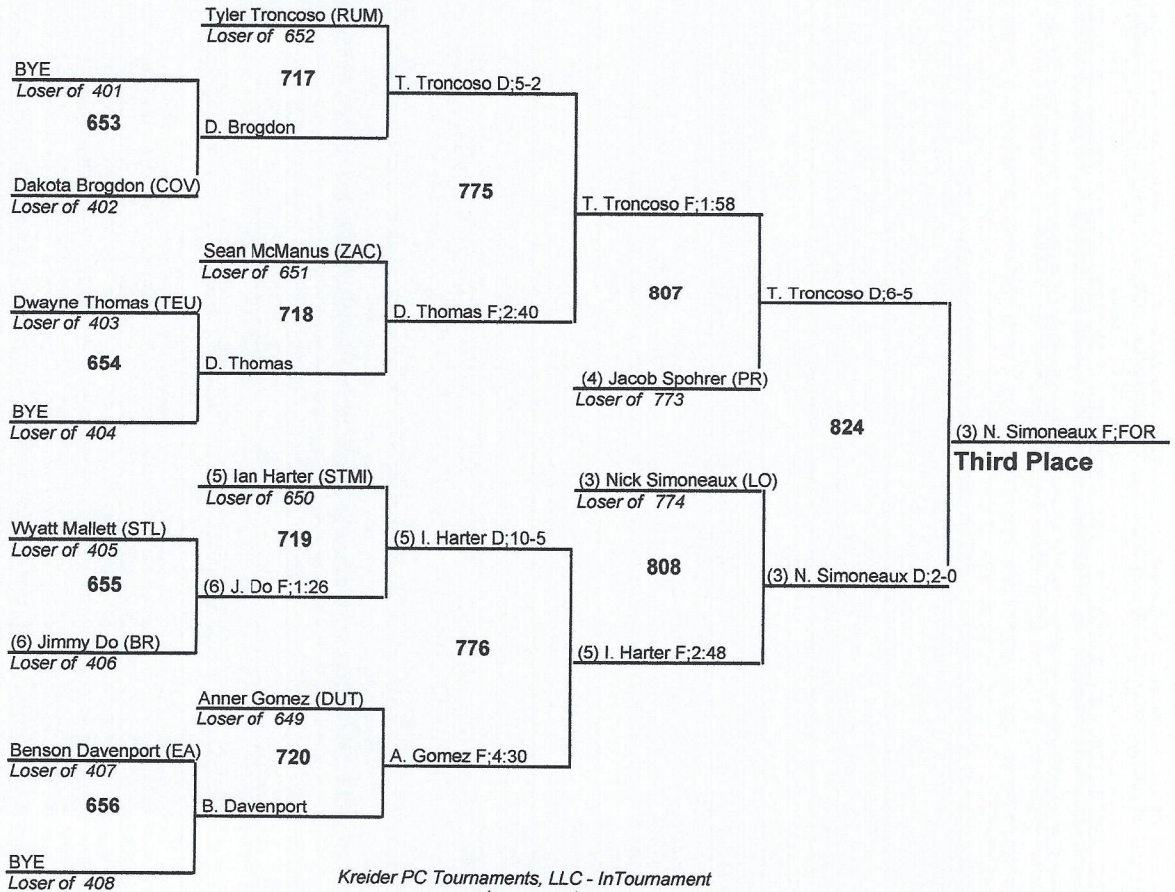 Tyler Troncoso (RUM)
Loser of 652
BYE
Loser of 401
717
T. Troncoso D;5-2
653
D. Brogdon
Dakota Brogdon (COV)
Loser of 402
775
T. Troncoso F;1:58
Sean McManus (ZAC)
Loser of 651
Dwayne Thomas (TEU)
Loser of 403
718
D. Thomas F;2:40
807
T. Troncoso D;6-5
654
D. Thomas
(4) Jacob Spohrer (PR)
Loser of 773
BYE
Loser of 404
824
(3) N. Simoneaux F;FOR
Third Place
(5) Ian Harter (STMI)
Loser of 650
(3) Nick Simoneaux (LO)
Loser of 774
Wyatt Mallett (STL)
Loser of 405
719
(5) I. Harter D;10-5
655
(6) J. Do F;1:26
808
(3) N. Simoneaux D;2-0
(6) Jimmy Do (BR)
Loser of 406
776
(5) I. Harter F;2:48
Anner Gomez (DUT)
Loser of 649
Benson Davenport (EA)
Loser of 407
720
A. Gomez F;4:30
656
B. Davenport
BYE
Loser of 408
Kreider PC Tournaments, LLC - InTournament